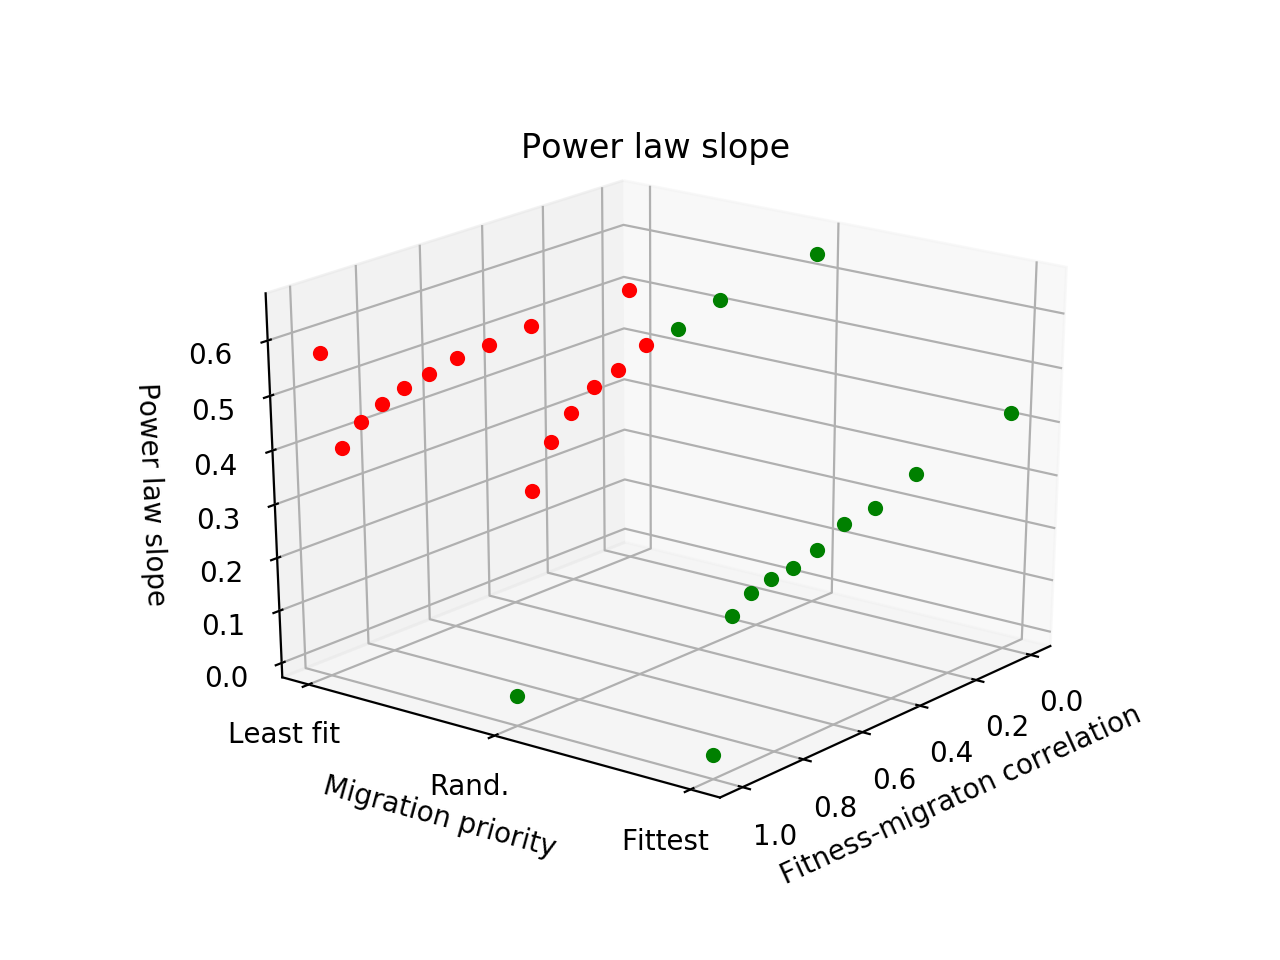 Power law slope
0.6
0.5
0.4
0.3
0.2
0.1
0.0
Power law slope
Least fit
Rand.
Fittest
Migration priority
0.0
0.2
0.4
0.6
0.8
1.0
Fitness-migraton correlation